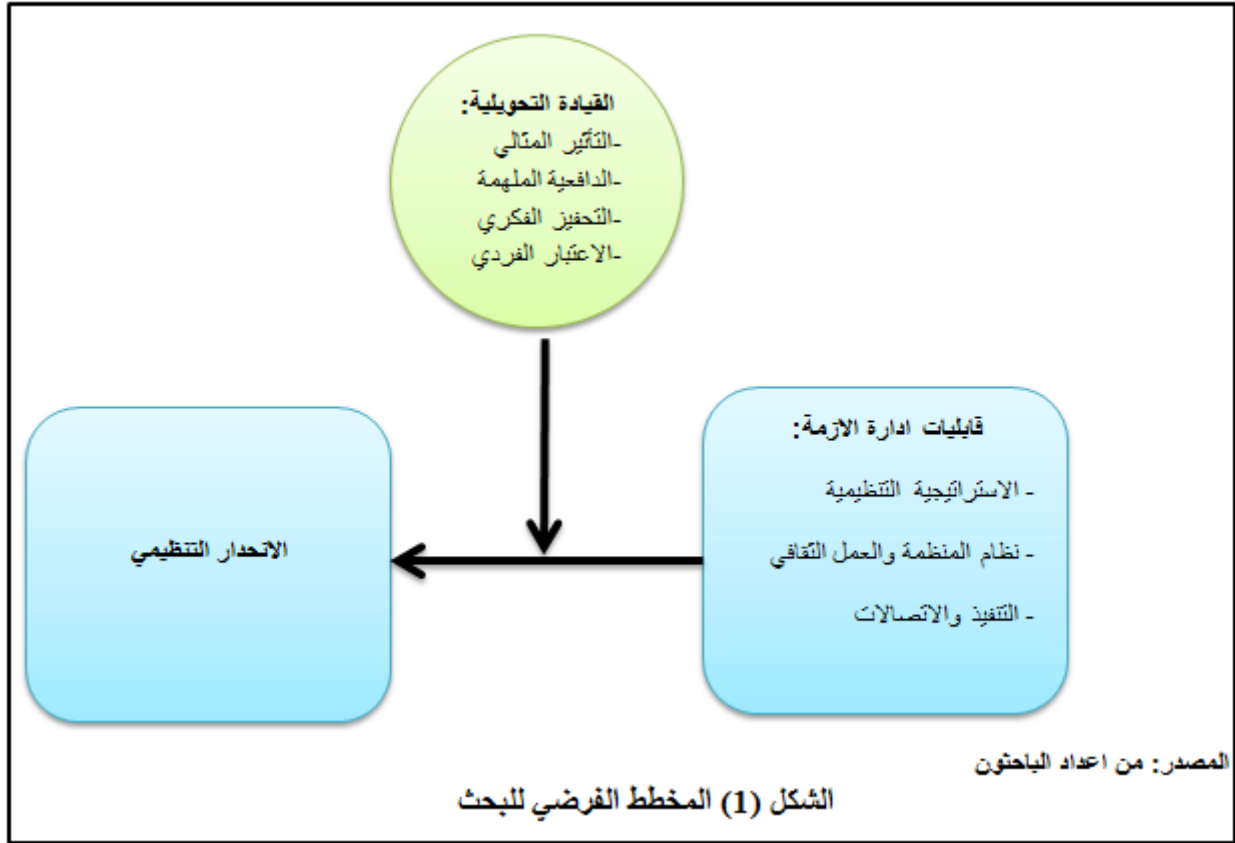 القيادة التحويلية:
-التأثير المثالي
-الدافعية الملهمة
-التحفيز الفكري
-الاعتبار الفردي
قابليات ادارة الازمة:
- الاستراتيجية التنظيمية
- نظام المنظمة والعمل الثقافي
- التنفيذ والاتصالات
الانحدار التنظيمي
المصدر: من اعداد الباحثون
الشكل (1) المخطط الفرضي للبحث